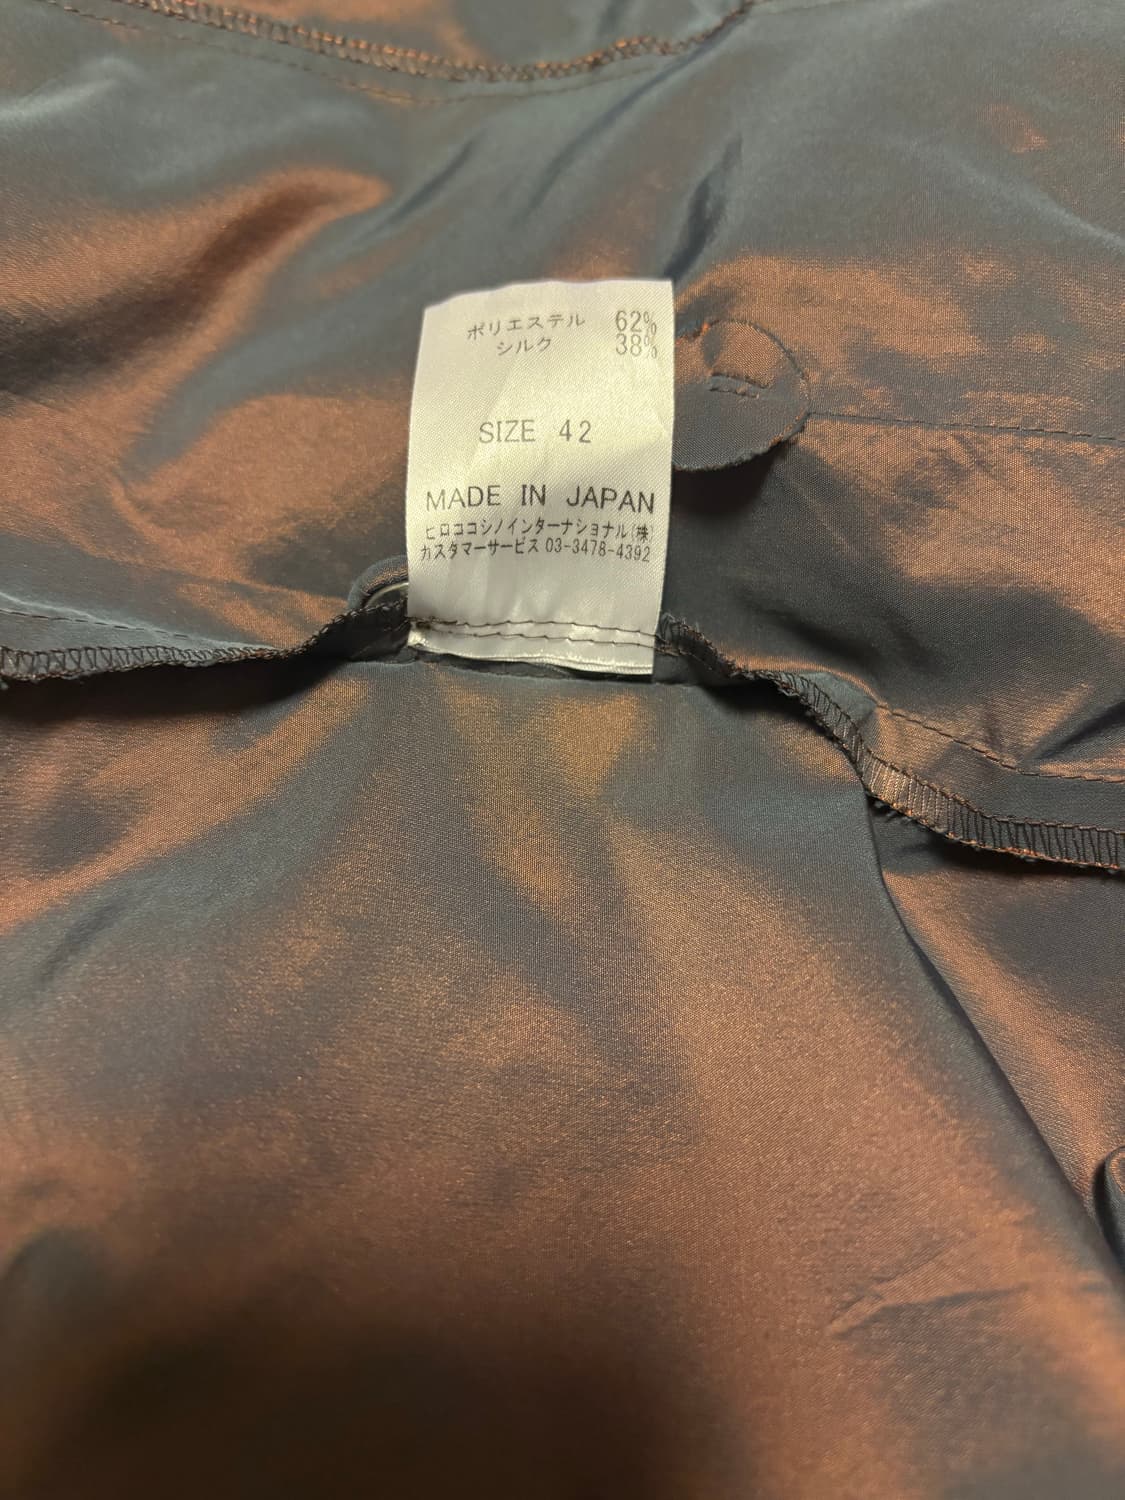 ポリエステル 62%
シルク 38%
SIZE 42
MADE IN JAPAN
ヒロココシノインターナショナル(株)
カスタマーサービス 03-3478-4392